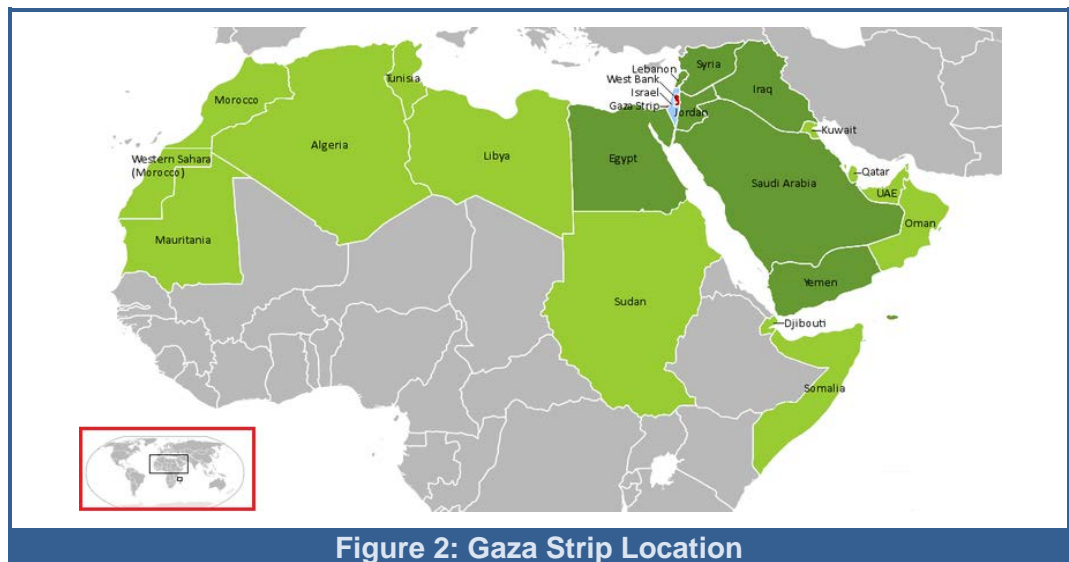 Lebanon
Syria
West Bank
Israel
Iraq
Gaza Strip
Jordan
Tunisia
Morocco
Algeria
Libya
Egypt
Kuwait
Western Sahara
(Morocco)
Saudi Arabia
Qatar
UAE
Oman
Mauritania
Yemen
Sudan
Djibouti
Somalia
Figure 2: Gaza Strip Location